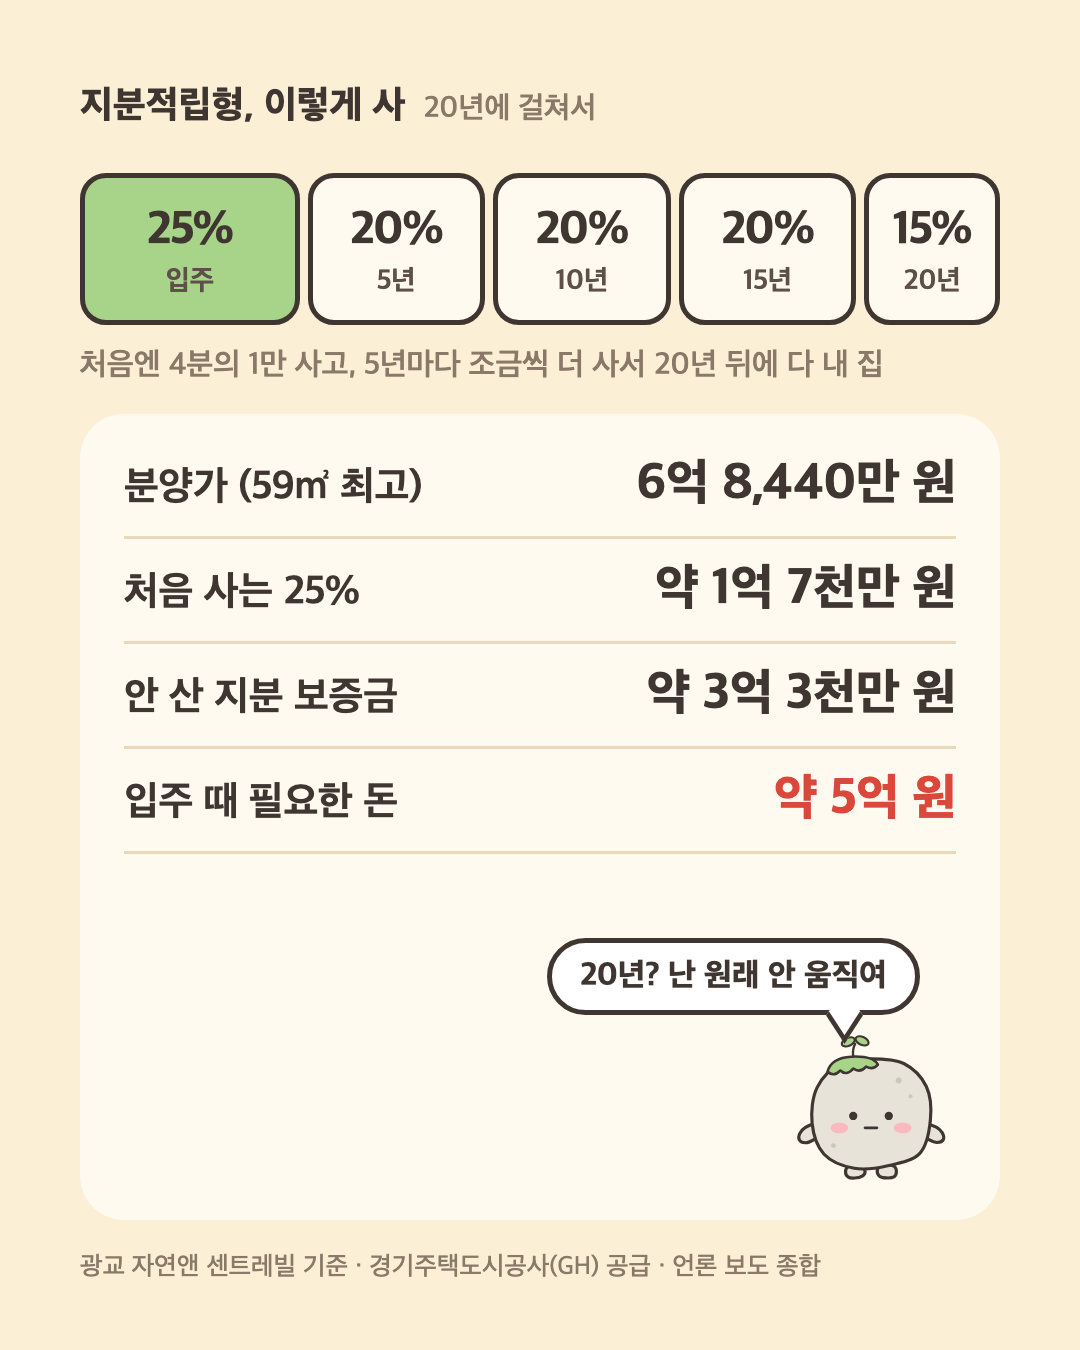 지분적립형, 이렇게 사 20년에 걸쳐서
25% 20% 20% 20% 15%
입주 5년 10년 15년 20년
처음엔 4분의 1만 사고, 5년마다 조금씩 더 사서 20년 뒤에 다 내 집
분양가 (59㎡ 최고) 6억 8,440만 원
처음 사는 25% 약 1억 7천만 원
안 산 지분 보증금 약 3억 3천만 원
입주 때 필요한 돈 약 5억 원
20년? 난 원래 안 움직여
광교 자연앤 센트레빌 기준 · 경기주택도시공사(GH) 공급 · 언론 보도 종합